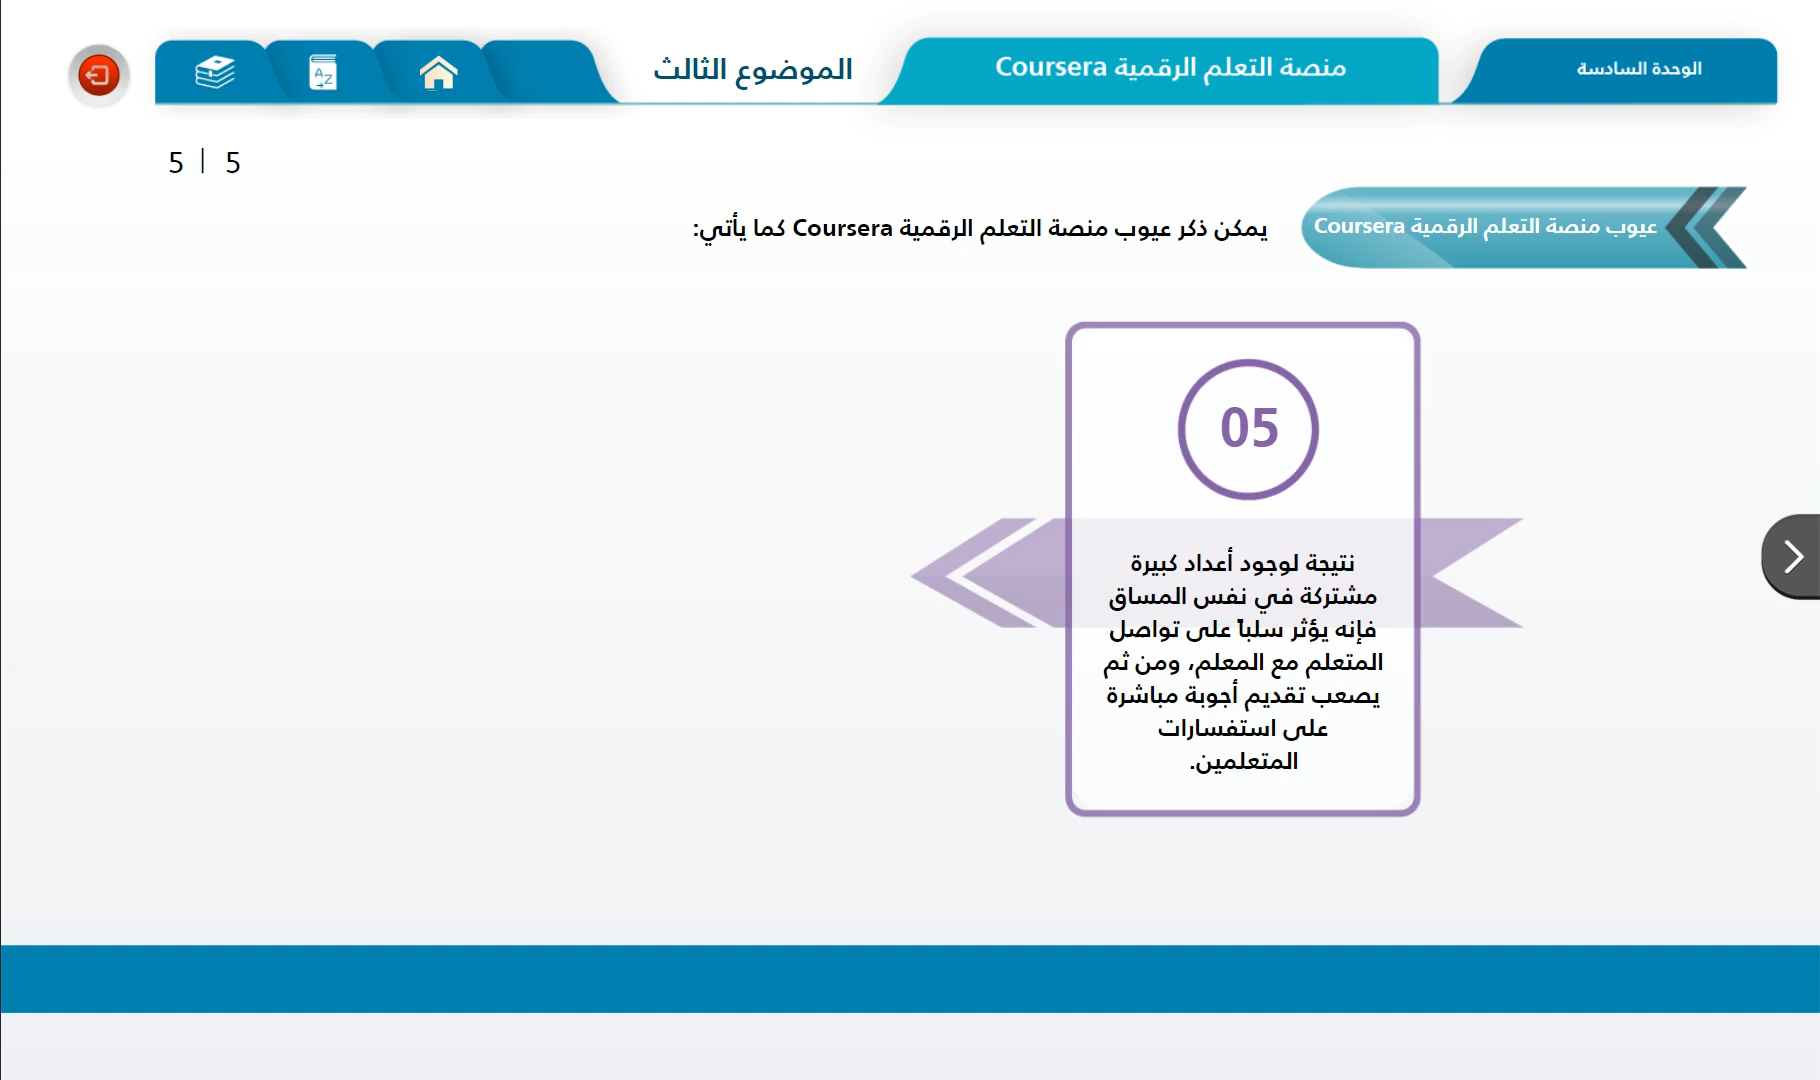 الوحدة السادسة
منصة التعلم الرقمية Coursera
الموضوع الثالث
A Z
5 | 5
عيوب منصة التعلم الرقمية Coursera
يمكن ذكر عيوب منصة التعلم الرقمية Coursera كما يأتي:
05
نتيجة لوجود أعداد كبيرة
مشتركة في نفس المساق
فإنه يؤثر سلباً على تواصل
المتعلم مع المعلم، ومن ثم
يصعب تقديم أجوبة مباشرة
على استفسارات
المتعلمين.